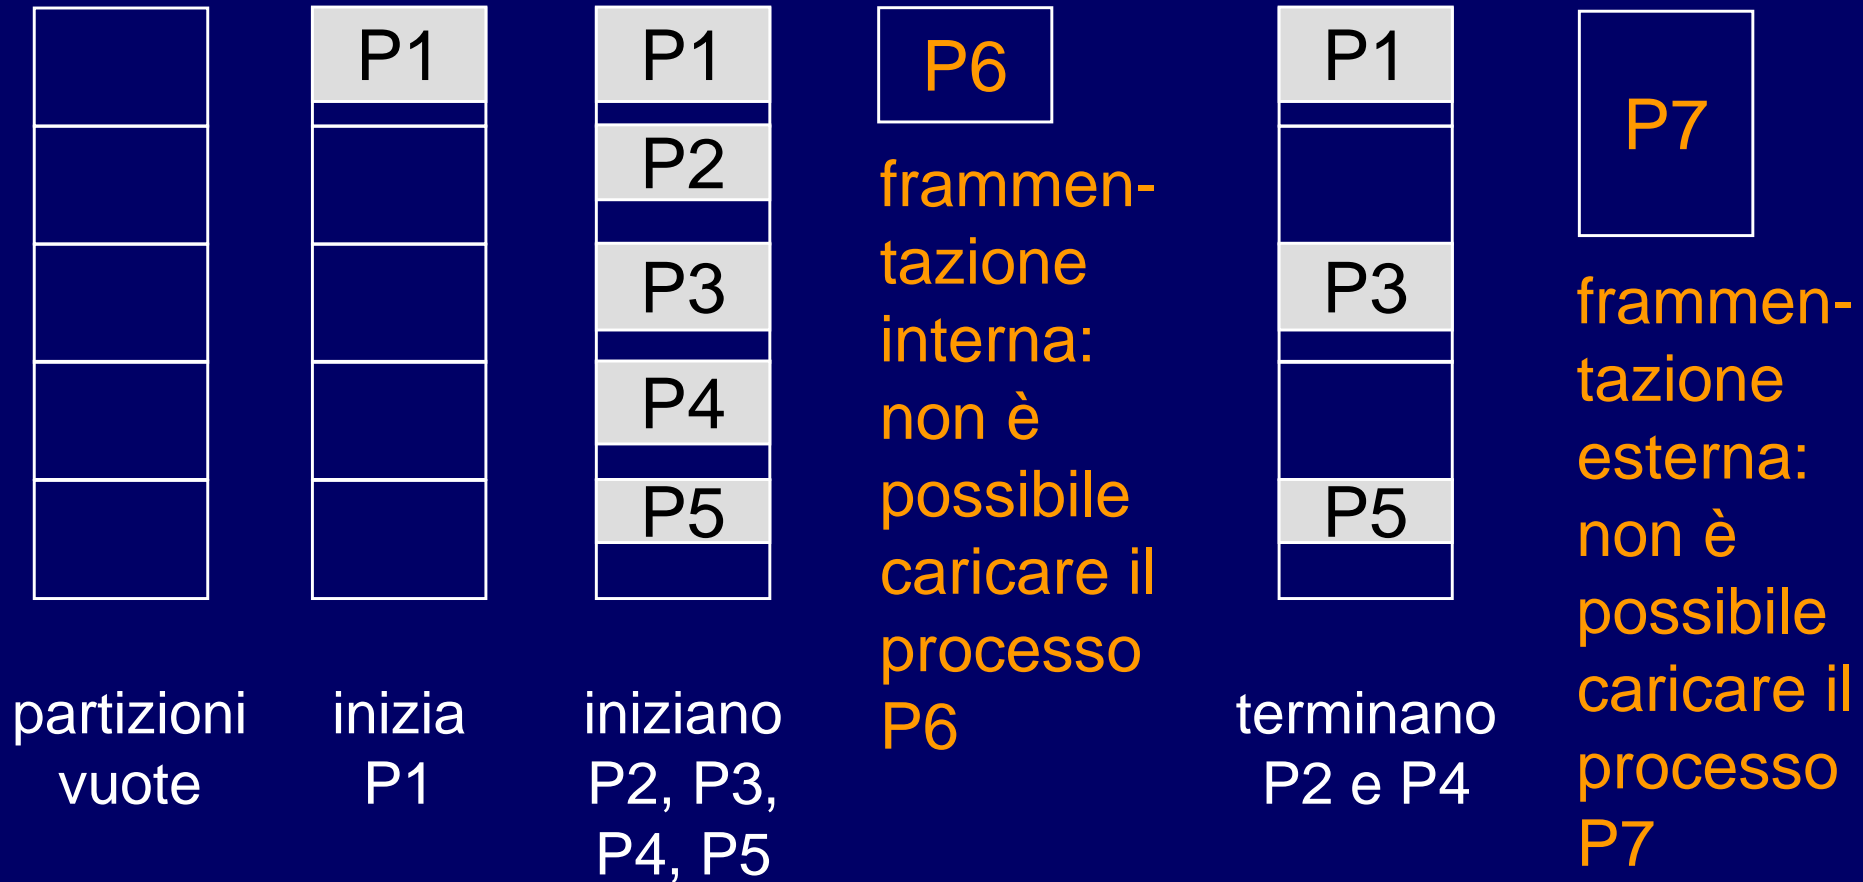 P1
P1
P2
P3
P4
P5
P6
frammen-
tazione
interna:
non è
possibile
caricare il
processo
P6
P1
P3
P5
P7
frammen-
tazione
esterna:
non è
possibile
caricare il
processo
P7
partizioni
vuote
inizia
P1
iniziano
P2, P3,
P4, P5
terminano
P2 e P4